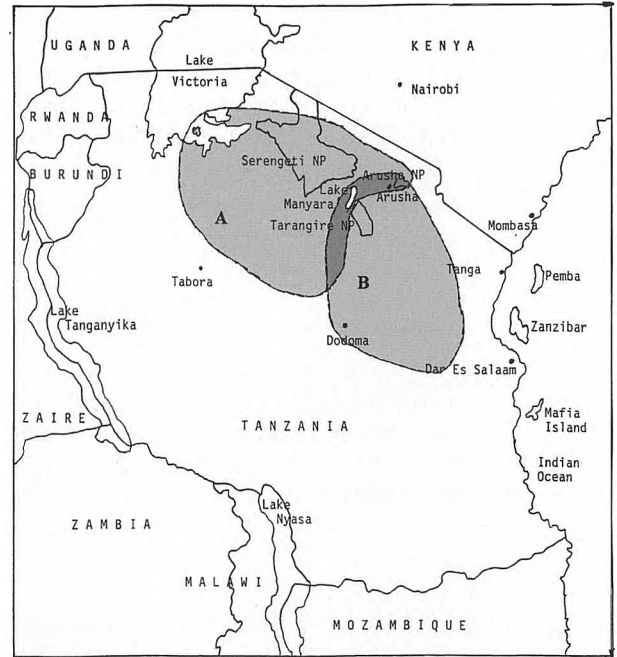 UGANDA
Lake
Victoria
KENYA
Nairobi
RWANDA
BURUNDI
Serengeti NP
Arusha NP
Arusha
Lake
Manyara
Tarangire NP
A
B
Mombasa
Tabora
Tanga
Pemba
Lake
Tanganyika
Dodoma
Zanzibar
Dar Es Salaam
ZAIRE
TANZANIA
Mafia
Island
Indian
Ocean
Lake
Nyasa
ZAMBIA
MALAWI
MOZAMBIQUE